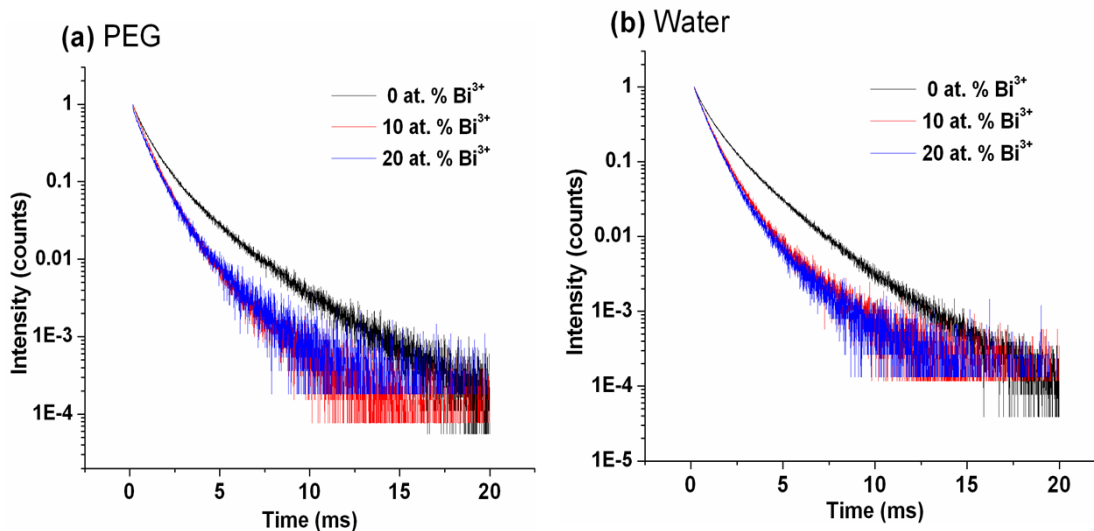 (a) PEG
0 at. % Bi³⁺
10 at. % Bi³⁺
20 at. % Bi³⁺
1
0.1
0.01
1E-3
1E-4
Intensity (counts)
0 5 10 15 20
Time (ms)
(b) Water
0 at. % Bi³⁺
10 at. % Bi³⁺
20 at. % Bi³⁺
1
0.1
0.01
1E-3
1E-4
1E-5
Intensity (counts)
0 5 10 15 20
Time (ms)